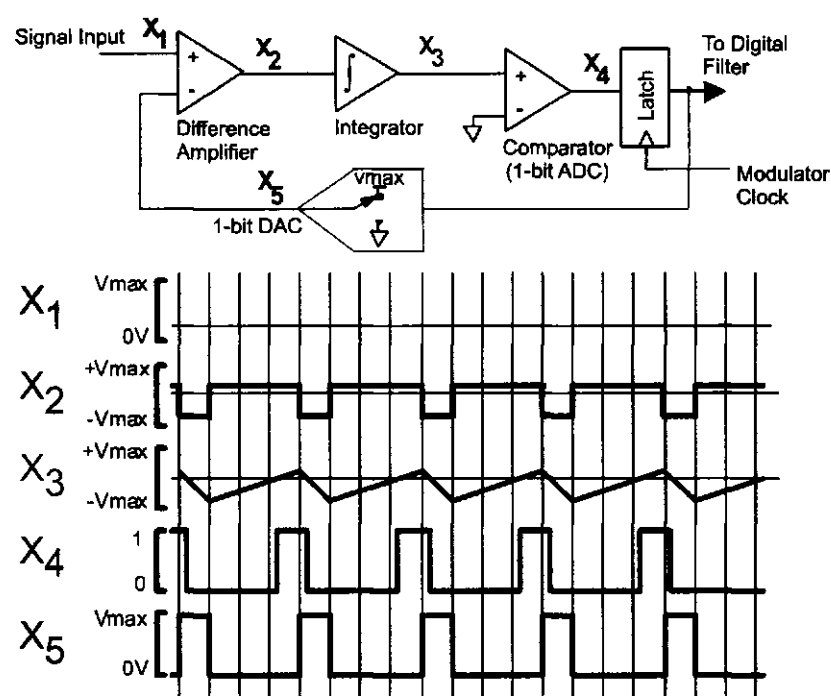 Signal Input
X1
X2
X3
X4
To Digital
Filter
+
-
∫
+
-
Latch
Difference
Amplifier
Integrator
Comparator
(1-bit ADC)
Modulator
Clock
X5
vmax
1-bit DAC
X1
Vmax
0V
X2
+Vmax
-Vmax
X3
+Vmax
-Vmax
X4
1
0
X5
Vmax
0V